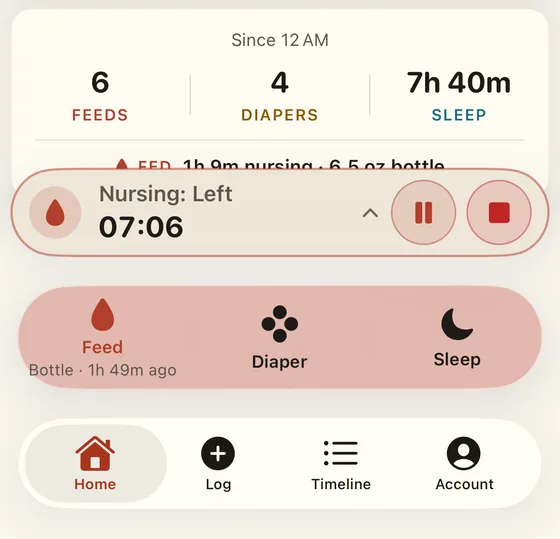 Since 12 AM
6
FEEDS
4
DIAPERS
7h 40m
SLEEP
FED 1h 9m nursing · 6.5 oz bottle
Nursing: Left
07:06
Feed
Bottle · 1h 49m ago
Diaper
Sleep
Home
Log
Timeline
Account